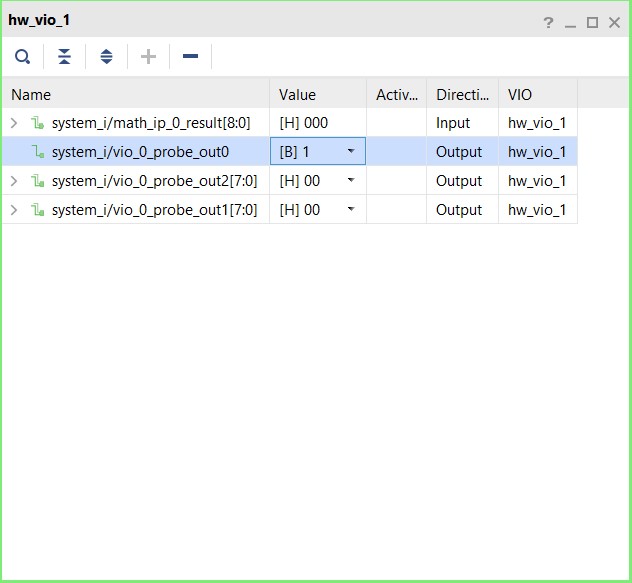 hw_vio_1
? _ □ ×
Name Value Activ... Directi... VIO
system_i/math_ip_0_result[8:0] [H] 000 Input hw_vio_1
system_i/vio_0_probe_out0 [B] 1 Output hw_vio_1
system_i/vio_0_probe_out2[7:0] [H] 00 Output hw_vio_1
system_i/vio_0_probe_out1[7:0] [H] 00 Output hw_vio_1